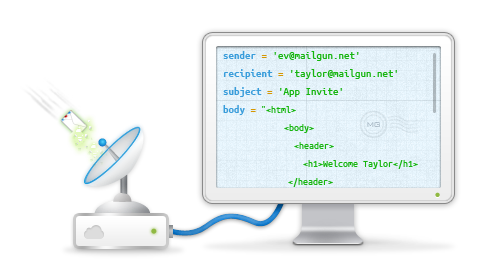 sender = 'ev@mailgun.net'
recipient = 'taylor@mailgun.net'
subject = 'App Invite'
body = "<html>
<body>
<header>
MG
<h1>Welcome Taylor</h1>
</header>